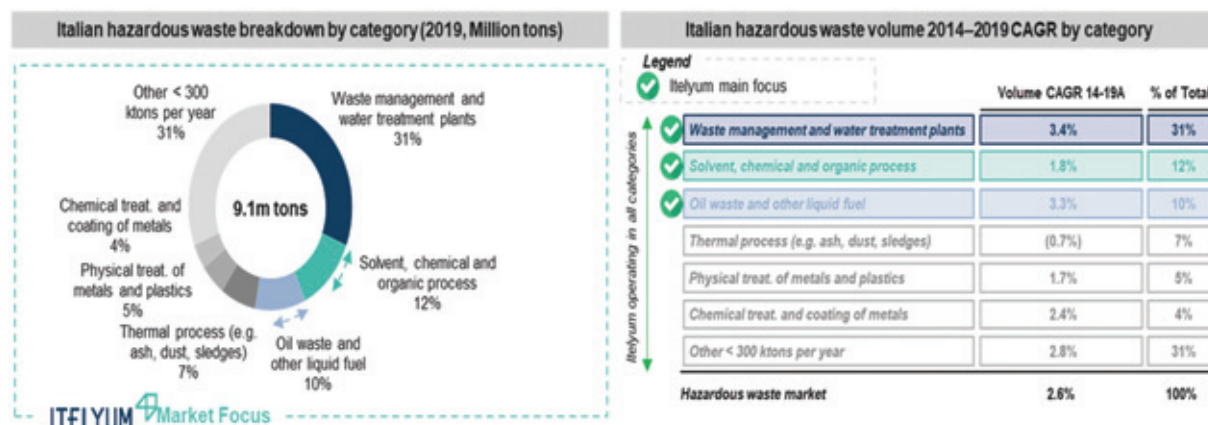 Italian hazardous waste breakdown by category (2019, Million tons)
Other < 300
ktons per year
31%
Waste management and
water treatment plants
31%
9.1m tons
Chemical treat. and
coating of metals
4%
Physical treat. of
metals and plastics
5%
Thermal process (e.g.
ash, dust, sledges)
7%
Oil waste and
other liquid fuel
10%
Solvent, chemical and
organic process
12%
ITELYUM Market Focus
Italian hazardous waste volume 2014–2019 CAGR by category
Legend
Itelyum main focus
Volume CAGR 14-19A % of Total
Itelyum operating in all categories
Waste management and water treatment plants 3.4% 31%
Solvent, chemical and organic process 1.8% 12%
Oil waste and other liquid fuel 3.3% 10%
Thermal process (e.g. ash, dust, sledges) (0.7%) 7%
Physical treat. of metals and plastics 1.7% 5%
Chemical treat. and coating of metals 2.4% 4%
Other < 300 ktons per year 2.8% 31%
Hazardous waste market 2.6% 100%